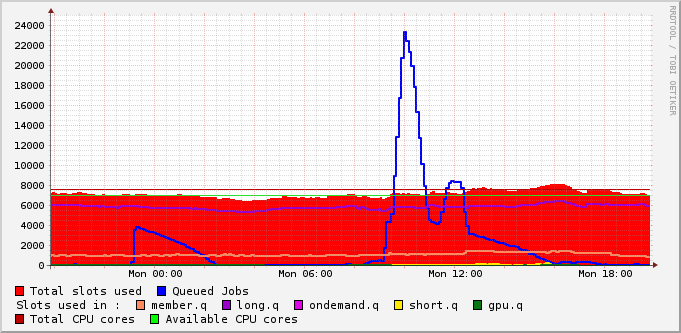 RRDTOOL / TOBI OETIKER
24000
22000
20000
18000
16000
14000
12000
10000
8000
6000
4000
2000
0
Mon 00:00 Mon 06:00 Mon 12:00 Mon 18:00
Total slots used Queued Jobs
Slots used in : member.q long.q ondemand.q short.q gpu.q
Total CPU cores Available CPU cores